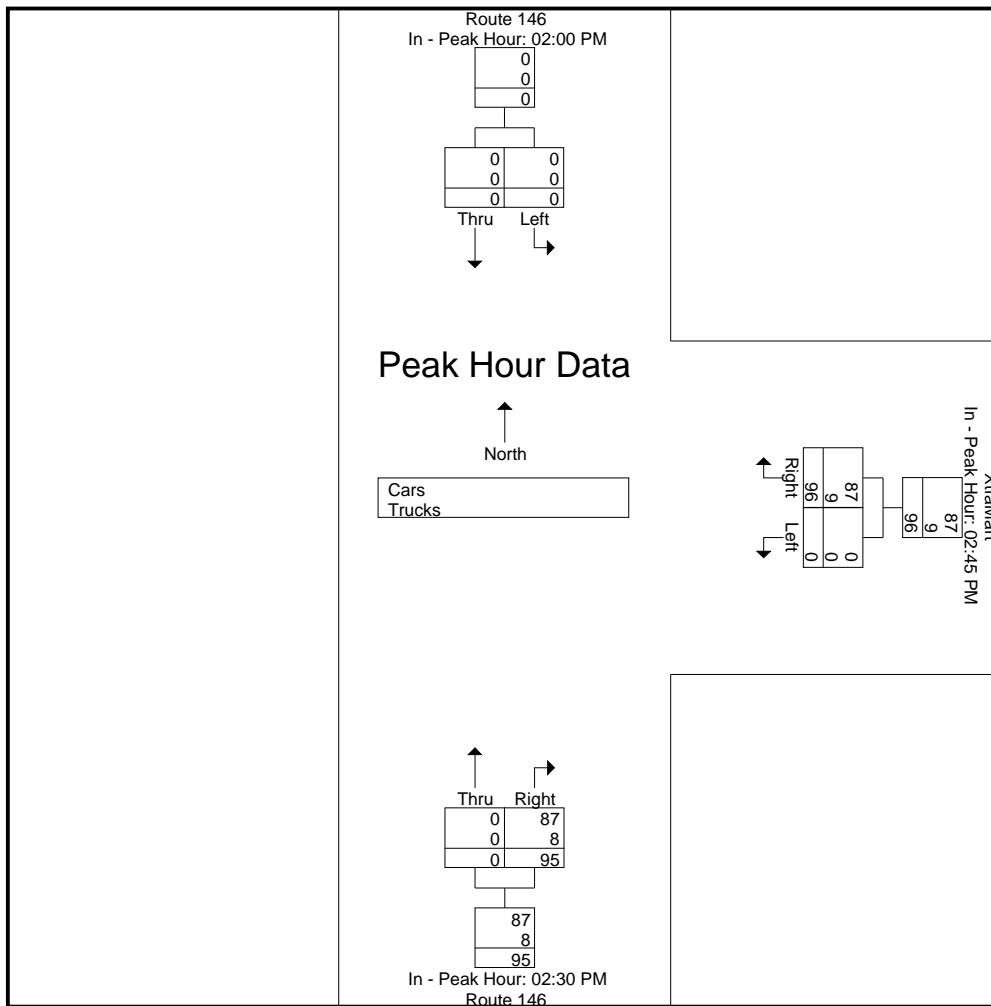 Route 146
In - Peak Hour: 02:00 PM
0
0
0
0 0
0 0
0 0
Thru Left
Peak Hour Data
North
Cars
Trucks
XtraMart
In - Peak Hour: 02:45 PM
87
9
96
87 0
9 0
96 0
Right Left
Thru Right
0 87
0 8
0 95
87
8
95
In - Peak Hour: 02:30 PM
Route 146